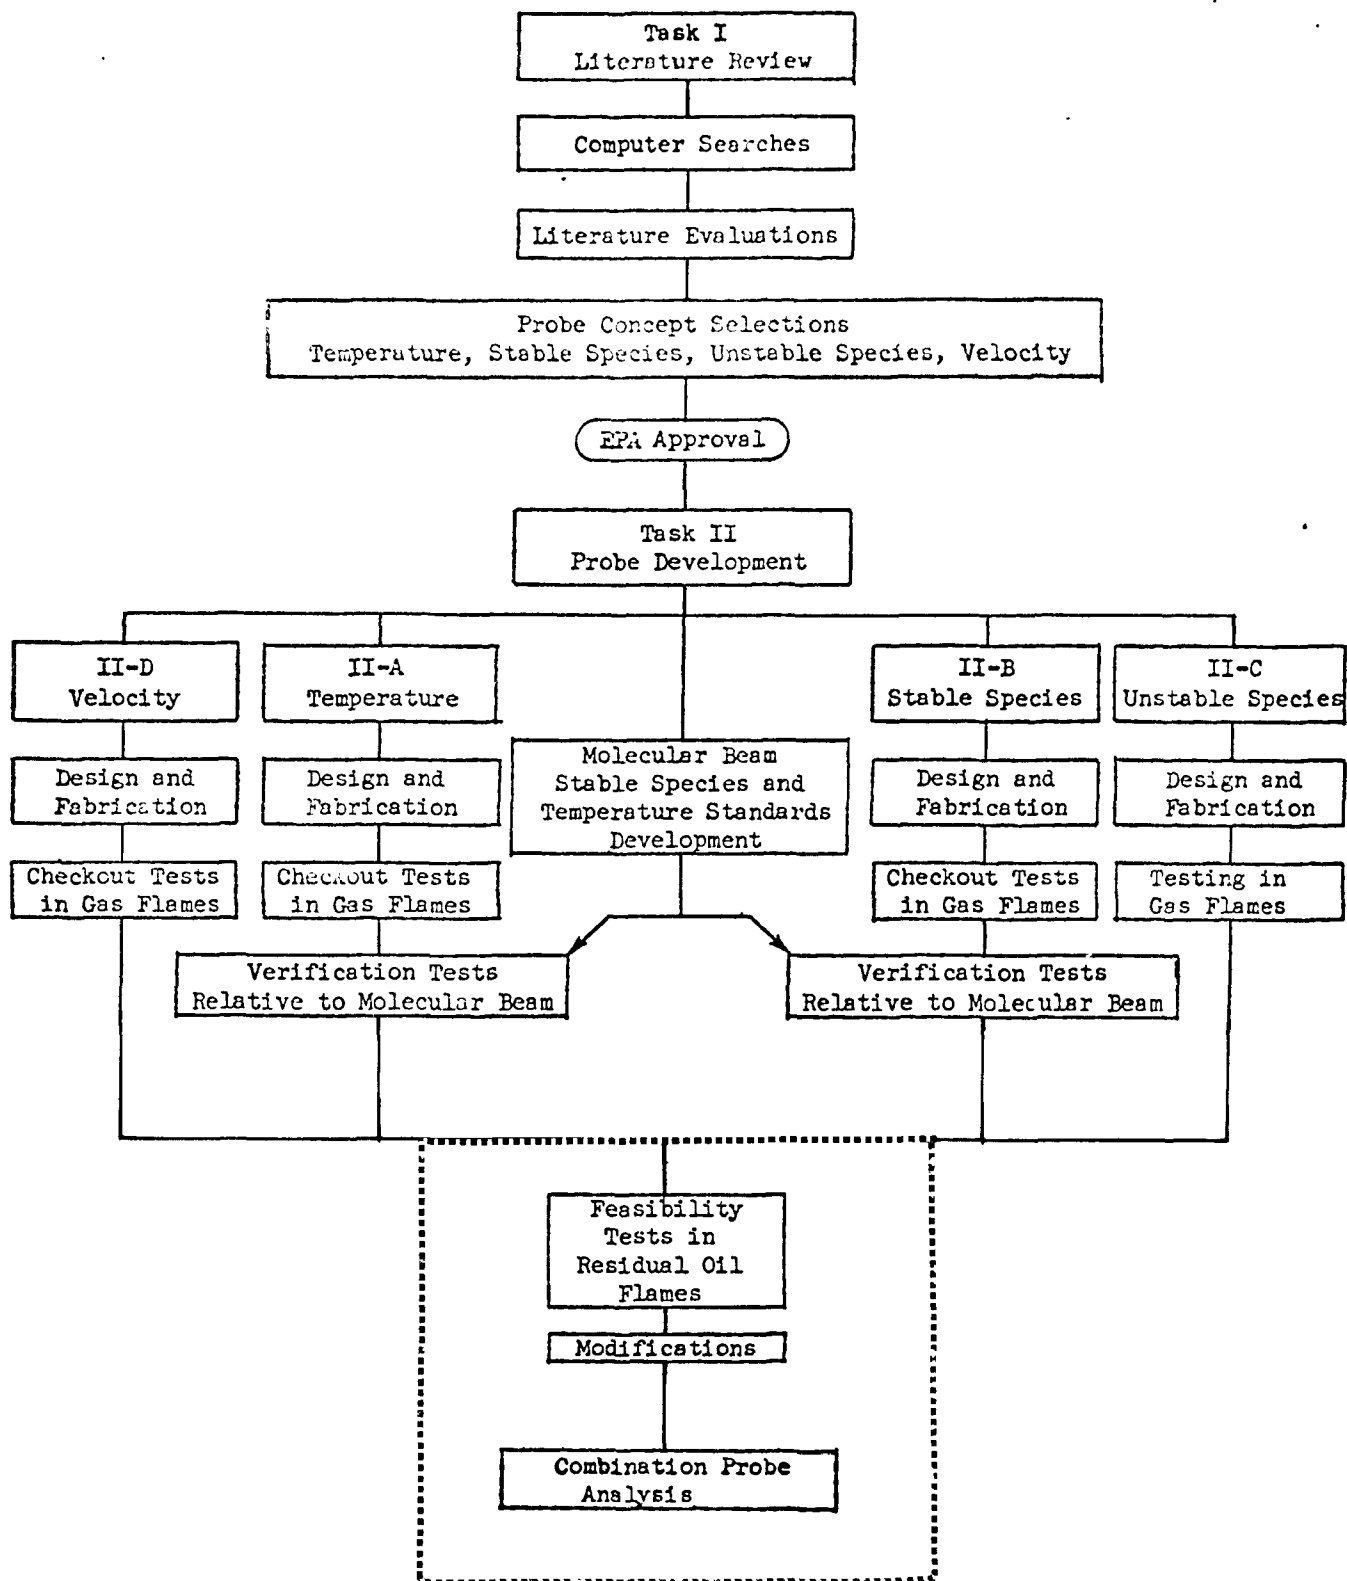 Task I
Literature Review
Computer Searches
Literature Evaluations
Probe Concept Selections
Temperature, Stable Species, Unstable Species, Velocity
EPA Approval
Task II
Probe Development
II-D
Velocity
II-A
Temperature
II-B
Stable Species
II-C
Unstable Species
Design and
Fabrication
Design and
Fabrication
Molecular Beam
Stable Species and
Temperature Standards
Development
Design and
Fabrication
Design and
Fabrication
Checkout Tests
in Gas Flames
Checkout Tests
in Gas Flames
Checkout Tests
in Gas Flames
Testing in
Gas Flames
Verification Tests
Relative to Molecular Beam
Verification Tests
Relative to Molecular Beam
Feasibility
Tests in
Residual Oil
Flames
Modifications
Combination Probe
Analysis